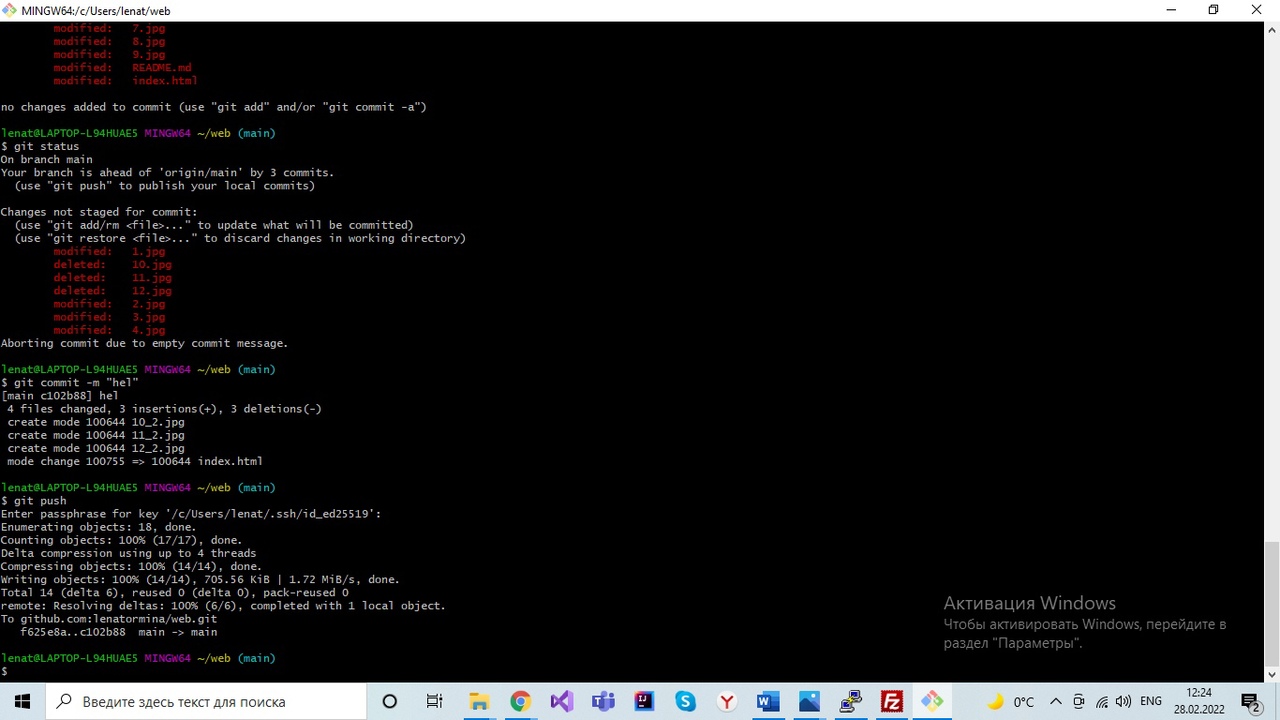 MINGW64:/c/Users/lenat/web
modified: 7.jpg
modified: 8.jpg
modified: 9.jpg
modified: README.md
modified: index.html
no changes added to commit (use "git add" and/or "git commit -a")
lenat@LAPTOP-L94HUAE5 MINGW64 ~/web (main)
$ git status
On branch main
Your branch is ahead of 'origin/main' by 3 commits.
(use "git push" to publish your local commits)
Changes not staged for commit:
(use "git add/rm <file>..." to update what will be committed)
(use "git restore <file>..." to discard changes in working directory)
modified: 1.jpg
deleted: 10.jpg
deleted: 11.jpg
deleted: 12.jpg
modified: 2.jpg
modified: 3.jpg
modified: 4.jpg
Aborting commit due to empty commit message.
lenat@LAPTOP-L94HUAE5 MINGW64 ~/web (main)
$ git commit -m "hel"
[main c102b88] hel
4 files changed, 3 insertions(+), 3 deletions(-)
create mode 100644 10_2.jpg
create mode 100644 11_2.jpg
create mode 100644 12_2.jpg
mode change 100755 => 100644 index.html
lenat@LAPTOP-L94HUAE5 MINGW64 ~/web (main)
$ git push
Enter passphrase for key '/c/Users/lenat/.ssh/id_ed25519':
Enumerating objects: 18, done.
Counting objects: 100% (17/17), done.
Delta compression using up to 4 threads
Compressing objects: 100% (14/14), done.
Writing objects: 100% (14/14), 705.56 KiB | 1.72 MiB/s, done.
Total 14 (delta 6), reused 0 (delta 0), pack-reused 0
remote: Resolving deltas: 100% (6/6), completed with 1 local object.
To github.com:lenatormina/web.git
f625e8a..c102b88 main -> main
lenat@LAPTOP-L94HUAE5 MINGW64 ~/web (main)
$
Активация Windows
Чтобы активировать Windows, перейдите в
раздел "Параметры".
Введите здесь текст для поиска
0°C
ENG
12:24
28.02.2022
2